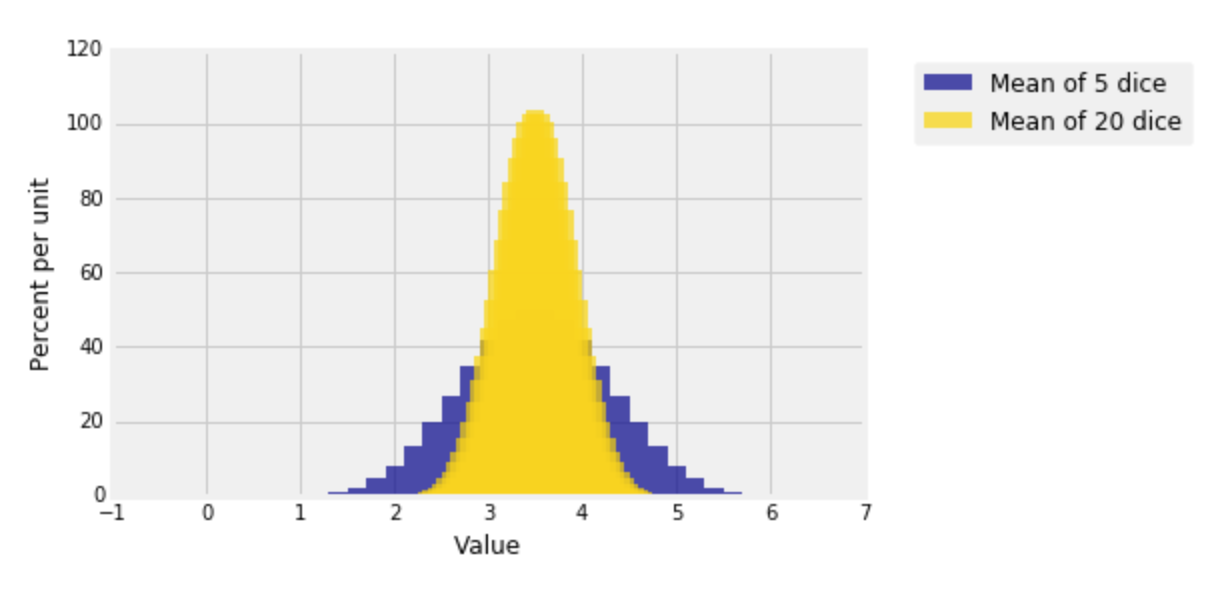 120
100
80
60
40
20
0
Percent per unit
−1 0 1 2 3 4 5 6 7
Value
Mean of 5 dice
Mean of 20 dice